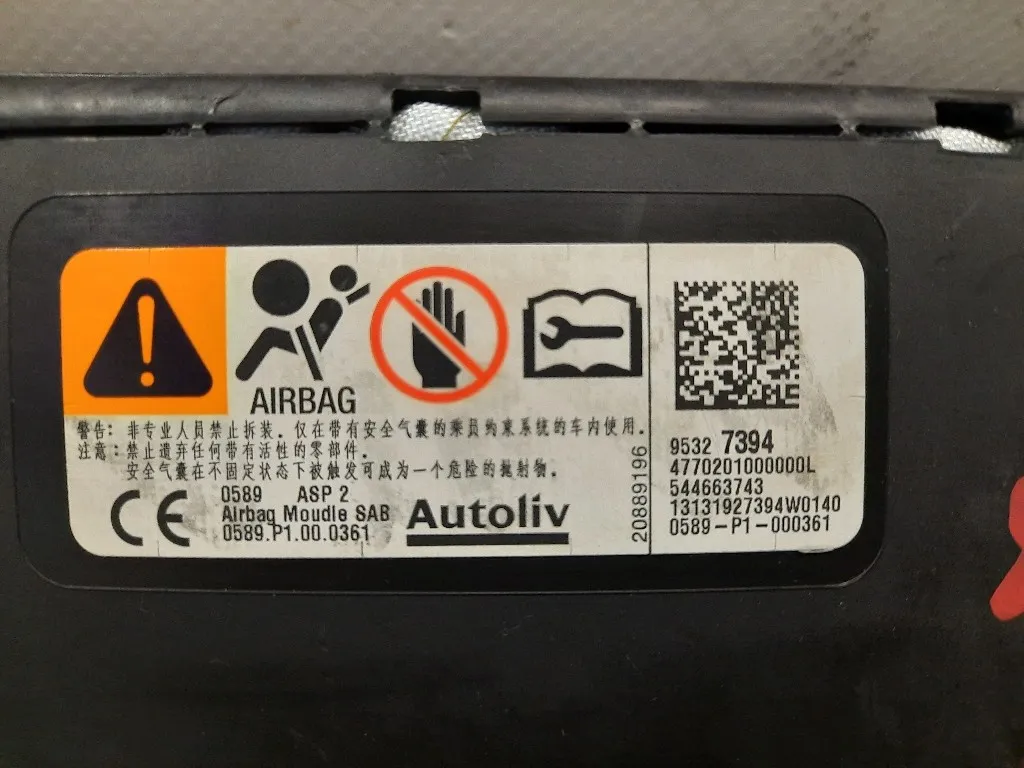 AIRBAG
警告: 非专业人员禁止拆装. 仅在带有安全气囊的乘员约束系统的车内使用.
注意: 禁止遗弃任何带有活性的零部件.
安全气囊在不固定状态下被触发可成为一个危险的抛射物.
CE
0589 ASP 2
Airbag Moudle SAB
0589.P1.00.0361
Autoliv
20889196
9532 7394
4770201000000L
544663743
13131927394W0140
0589-P1-000361